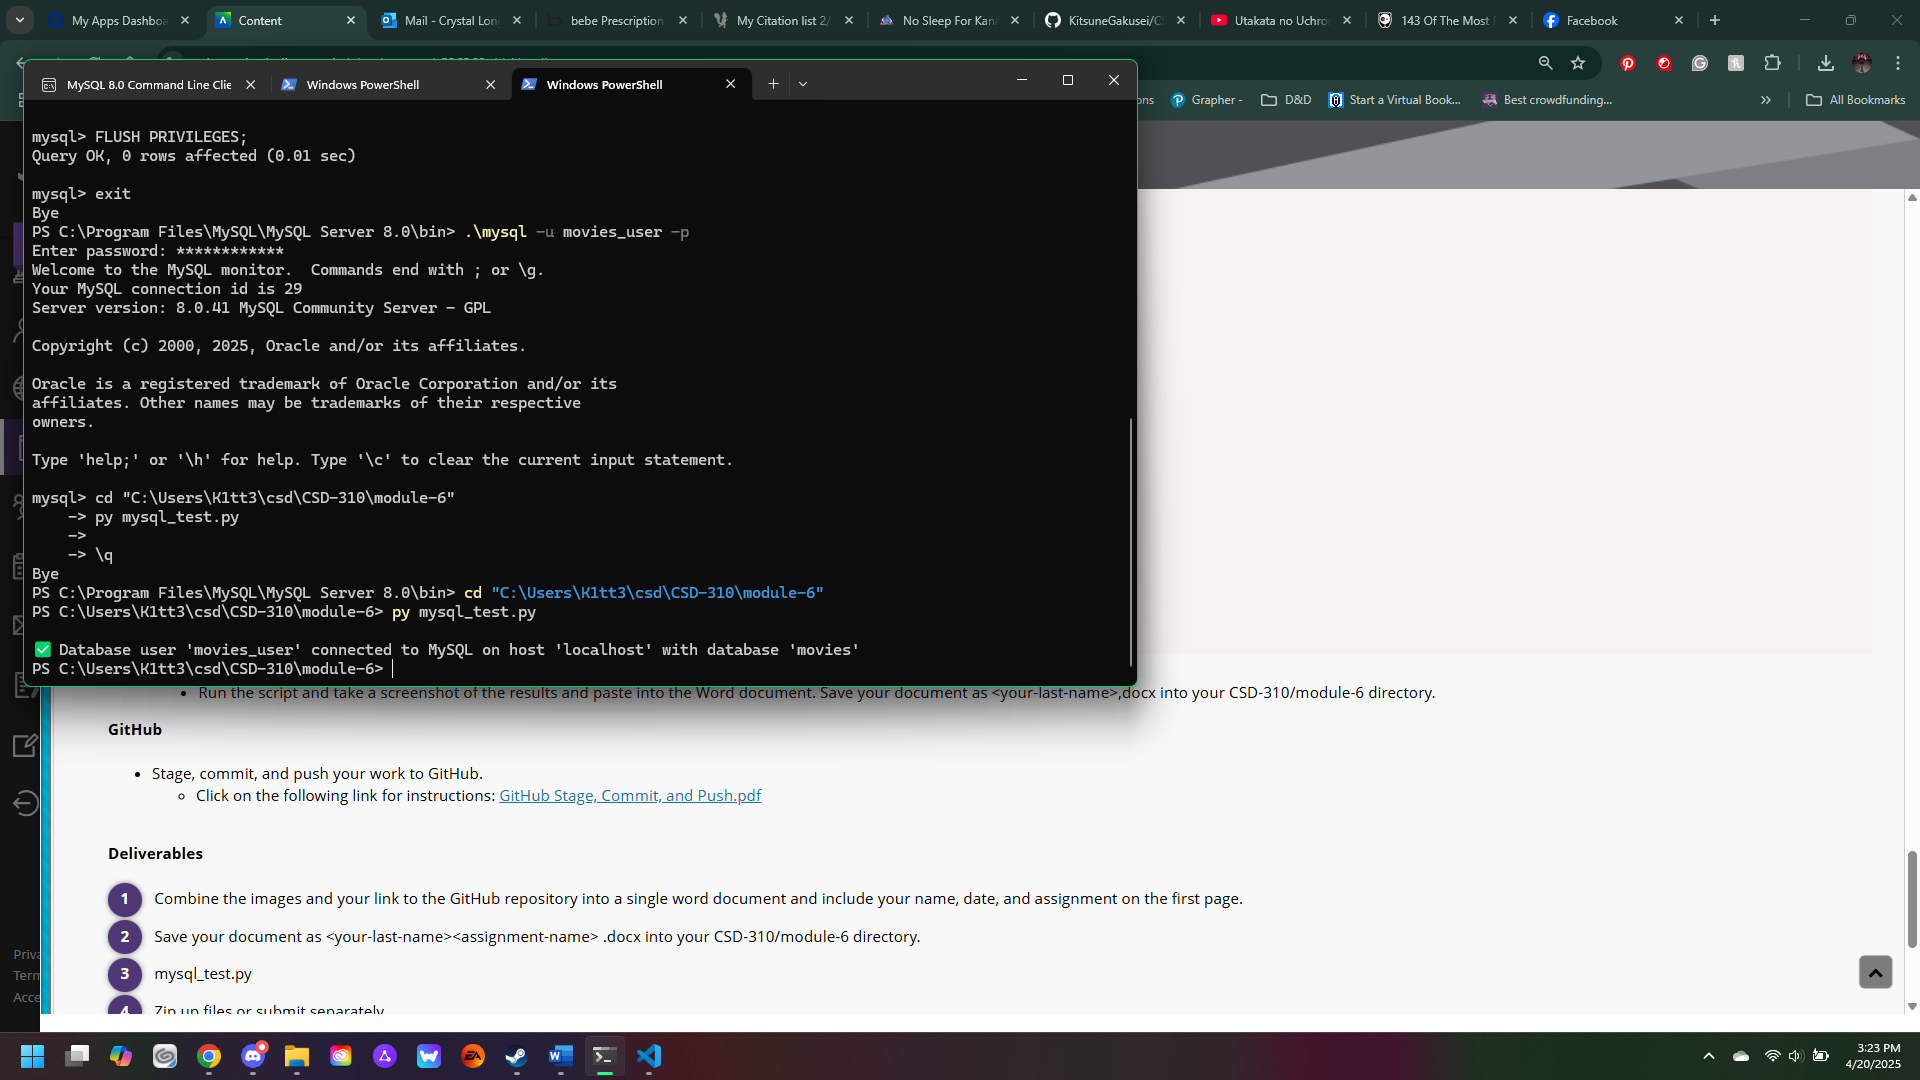 My Apps Dashboa
Content
Mail - Crystal Lon
bebe Prescription
My Citation list 2/
No Sleep For Kana
KitsuneGakusei/C
Utakata no Uchro
143 Of The Most
Facebook
Grapher -
D&D
Start a Virtual Book...
Best crowdfunding...
All Bookmarks
MySQL 8.0 Command Line Clie
Windows PowerShell
Windows PowerShell
mysql> FLUSH PRIVILEGES;
Query OK, 0 rows affected (0.01 sec)
mysql> exit
Bye
PS C:\Program Files\MySQL\MySQL Server 8.0\bin> .\mysql -u movies_user -p
Enter password: ************
Welcome to the MySQL monitor.  Commands end with ; or \g.
Your MySQL connection id is 29
Server version: 8.0.41 MySQL Community Server - GPL
Copyright (c) 2000, 2025, Oracle and/or its affiliates.
Oracle is a registered trademark of Oracle Corporation and/or its
affiliates. Other names may be trademarks of their respective
owners.
Type 'help;' or '\h' for help. Type '\c' to clear the current input statement.
mysql> cd "C:\Users\K1tt3\csd\CSD-310\module-6"
    -> py mysql_test.py
    ->
    -> \q
Bye
PS C:\Program Files\MySQL\MySQL Server 8.0\bin> cd "C:\Users\K1tt3\csd\CSD-310\module-6"
PS C:\Users\K1tt3\csd\CSD-310\module-6> py mysql_test.py
✅ Database user 'movies_user' connected to MySQL on host 'localhost' with database 'movies'
PS C:\Users\K1tt3\csd\CSD-310\module-6>
• Run the script and take a screenshot of the results and paste into the Word document. Save your document as <your-last-name>,docx into your CSD-310/module-6 directory.
GitHub
• Stage, commit, and push your work to GitHub.
Click on the following link for instructions: GitHub Stage, Commit, and Push.pdf
Deliverables
1 Combine the images and your link to the GitHub repository into a single word document and include your name, date, and assignment on the first page.
2 Save your document as <your-last-name><assignment-name> .docx into your CSD-310/module-6 directory.
3 mysql_test.py
4 Zip up files or submit separately
Priva
Term
Acce
3:23 PM
4/20/2025